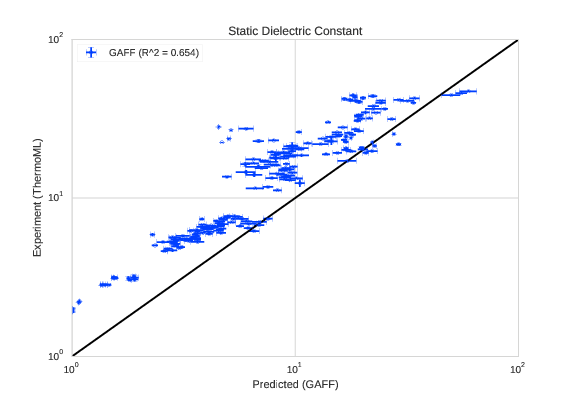 Static Dielectric Constant
GAFF (R^2 = 0.654)
Experiment (ThermoML)
10^2
10^1
10^0
10^0
10^1
10^2
Predicted (GAFF)